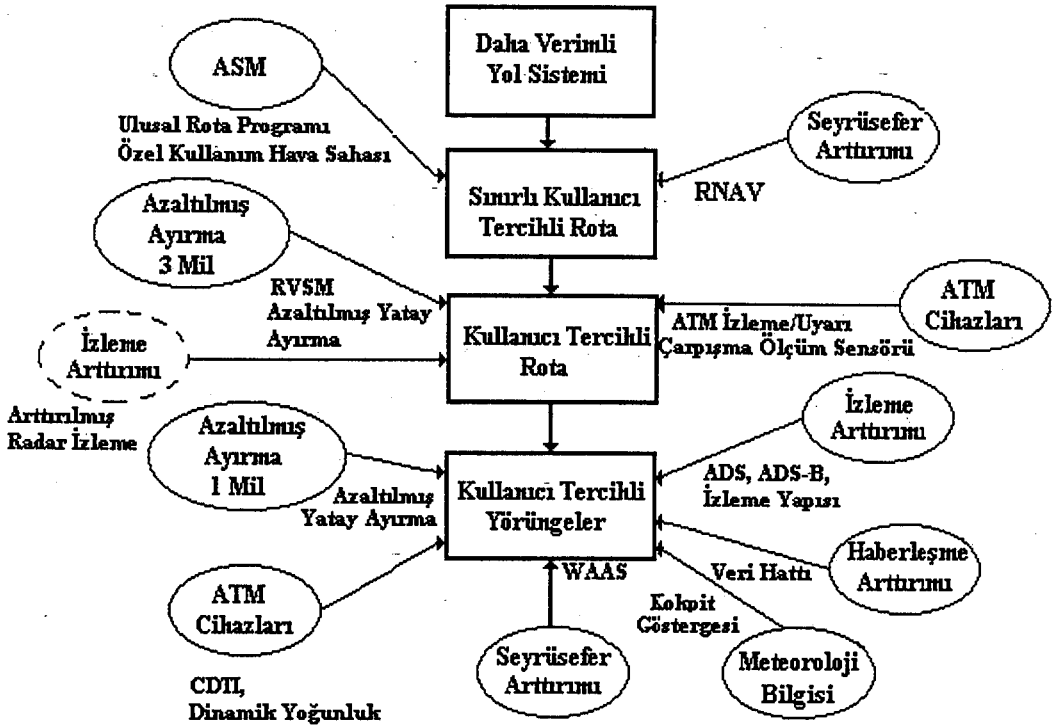 Daha Verimli
Yol Sistemi
ASM
Ulusal Rota Programı
Özel Kullanım Hava Sahası
Seyrüsefer
Arttırımı
RNAV
Sınırlı Kullanıcı
Tercihli Rota
Azaltılmış
Ayırma
3 Mil
RVSM
Azaltılmış Yatay
Ayırma
ATM
Cihazları
ATM İzleme/Uyarı
Çarpışma Ölçüm Sensörü
Kullanıcı Tercihli
Rota
İzleme
Arttırımı
Arttırılmış
Radar İzleme
Azaltılmış
Ayırma
1 Mil
Azaltılmış
Yatay Ayırma
İzleme
Arttırımı
ADS, ADS-B,
İzleme Yapısı
Kullanıcı Tercihli
Yörüngeler
Haberleşme
Arttırımı
Veri Hattı
WAAS
ATM
Cihazları
CDTI,
Dinamik Yoğunluk
Seyrüsefer
Arttırımı
Kokpit
Göstergesi
Meteoroloji
Bilgisi